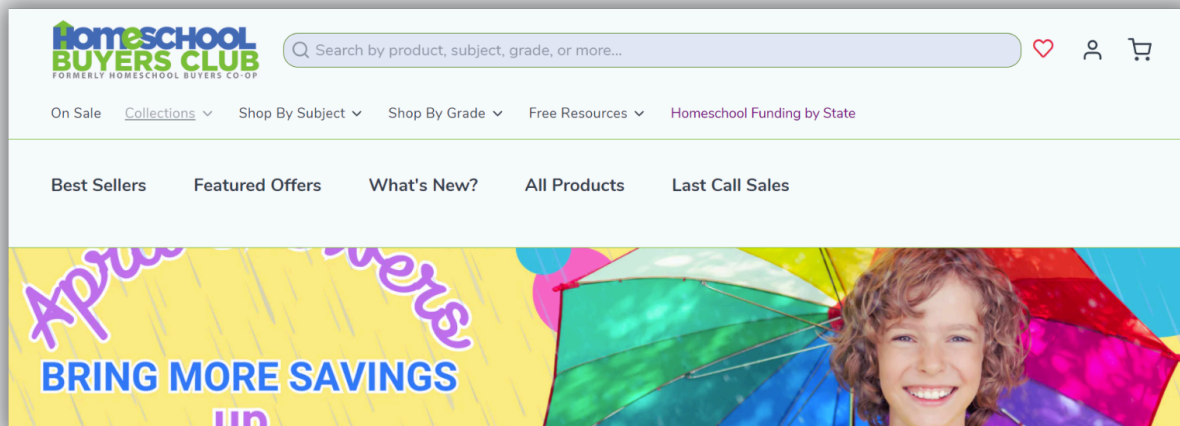 HOMESCHOOL
BUYERS CLUB
FORMERLY HOMESCHOOL BUYERS CO-OP
Search by product, subject, grade, or more...
On Sale Collections Shop By Subject Shop By Grade Free Resources Homeschool Funding by State
Best Sellers Featured Offers What's New? All Products Last Call Sales
April
BRING MORE SAVINGS
UP